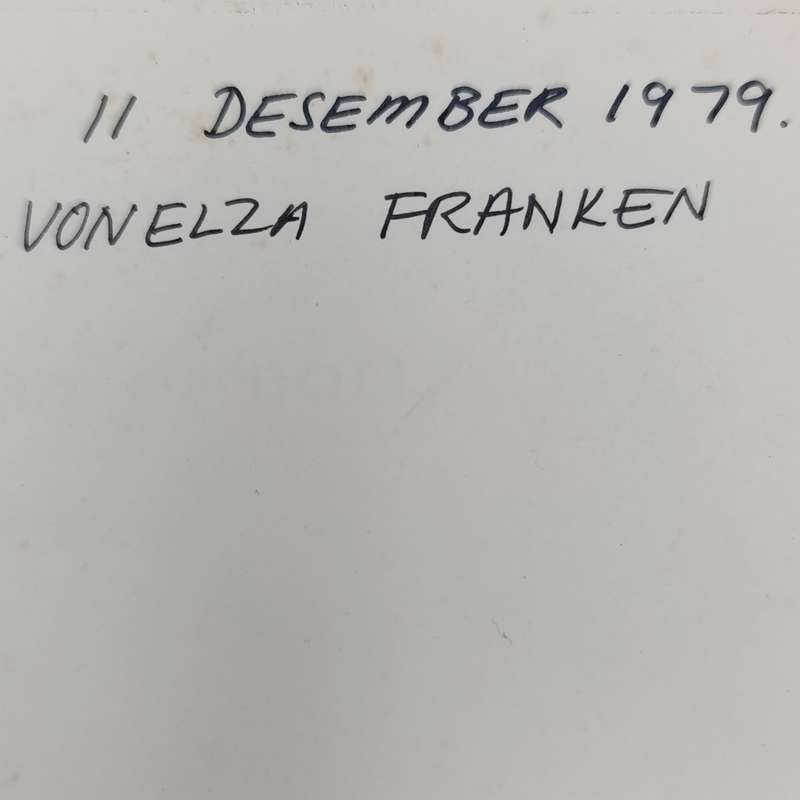 11 DESEMBER 1979.
VONELZA FRANKEN